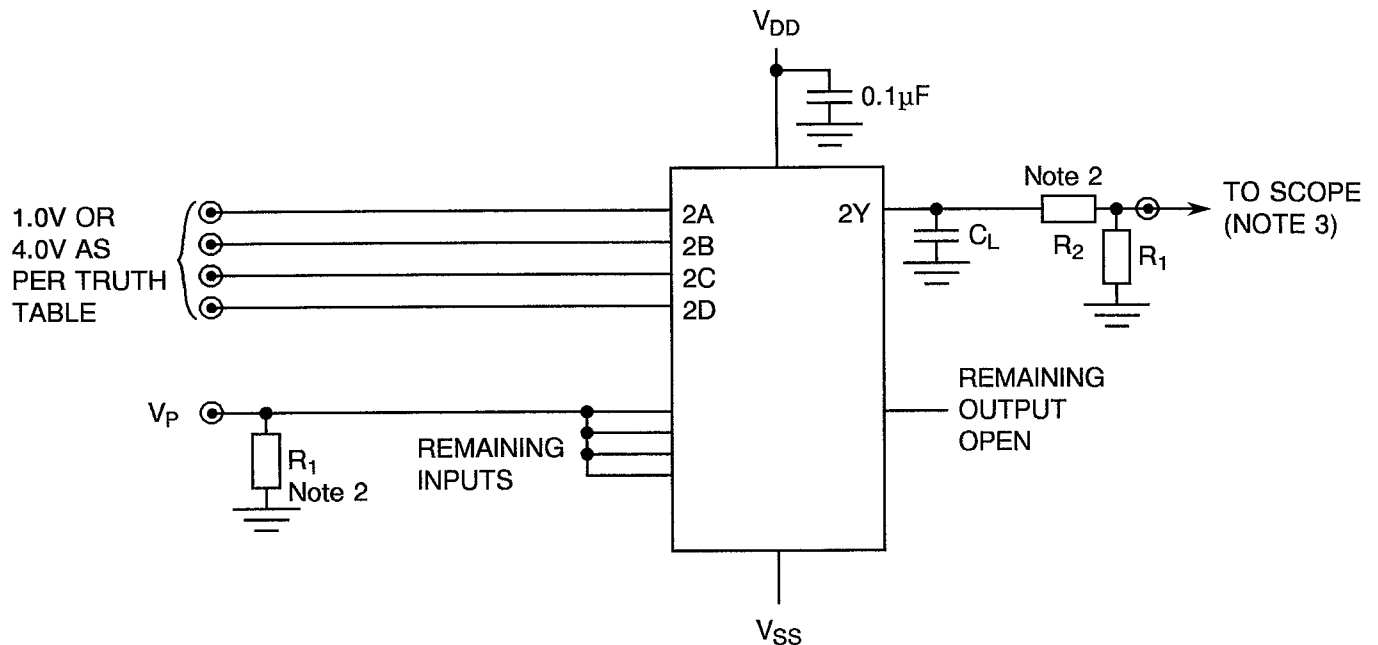 VDD
0.1µF
1.0V OR
4.0V AS
PER TRUTH
TABLE
2A
2B
2C
2D
2Y
CL
Note 2
R2
R1
TO SCOPE
(NOTE 3)
VP
R1
Note 2
REMAINING
INPUTS
REMAINING
OUTPUT
OPEN
VSS